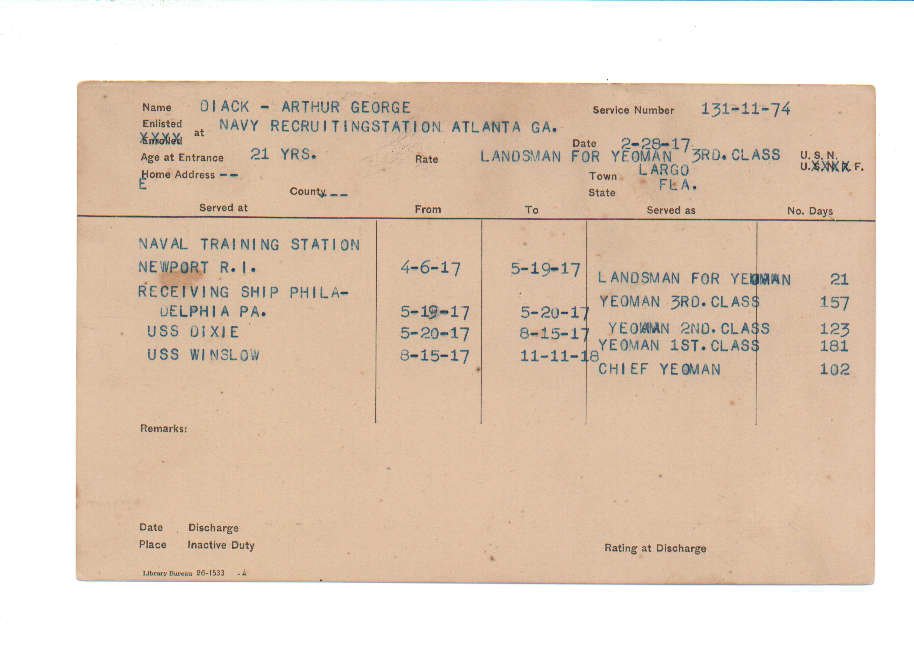 Name DIACK - ARTHUR GEORGE Service Number 131-11-74
Enlisted
Enrolled at NAVY RECRUITINGSTATION ATLANTA GA. Date 2-28-17
Age at Entrance 21 YRS. Rate LANDSMAN FOR YEOMAN 3RD. CLASS U. S. N.
U. S. N. R. F.
Home Address -- Town LARGO
E County -- State FLA.
Served at From To Served as No. Days
NAVAL TRAINING STATION
NEWPORT R.I. 4-6-17 5-19-17 LANDSMAN FOR YEOMAN 21
RECEIVING SHIP PHILA-
DELPHIA PA. 5-19-17 5-20-17 YEOMAN 3RD. CLASS 157
USS DIXIE 5-20-17 8-15-17 YEOMAN 2ND. CLASS 123
USS WINSLOW 8-15-17 11-11-18 YEOMAN 1ST. CLASS 181
CHIEF YEOMAN 102
Remarks:
Date Discharge
Place Inactive Duty Rating at Discharge
Library Bureau 26-1533 -A